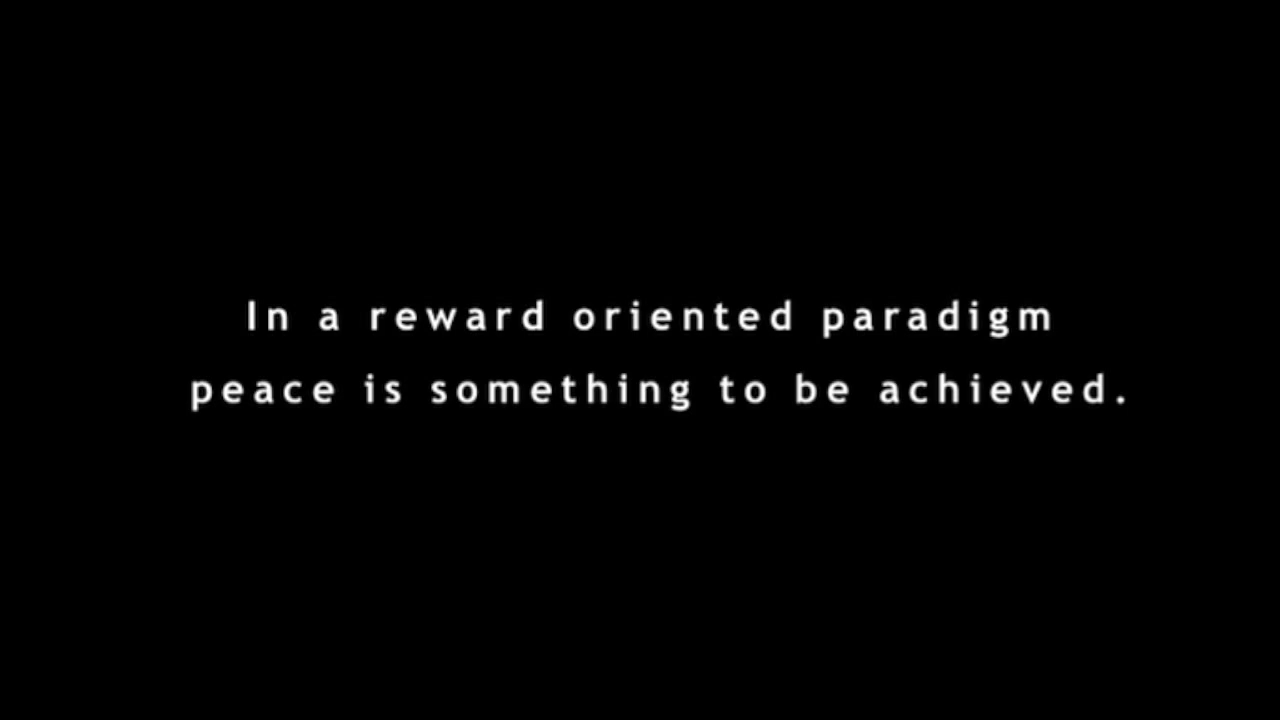 In a reward oriented paradigm
peace is something to be achieved.